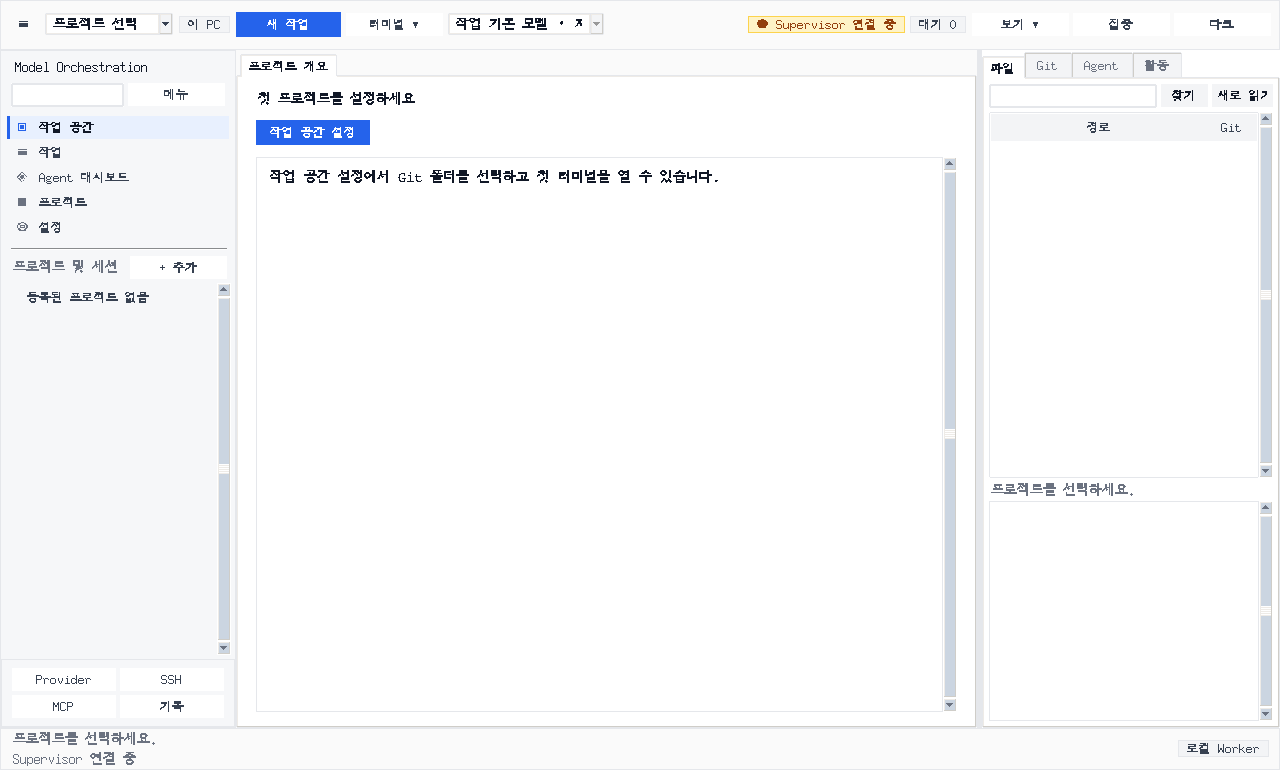 프로젝트 선택 이 PC 새 작업 터미널 ▼ 작업 기존 모델 · ㅈ Supervisor 연결 중 대기 0 보기 ▼ 집중 다크
Model Orchestration
메뉴
작업 공간
작업
Agent 대시보드
프로젝트
설정
프로젝트 및 세션 + 추가
등록된 프로젝트 없음
Provider SSH
MCP 기록
프로젝트 개요
첫 프로젝트를 설정하세요
작업 공간 설정
작업 공간 설정에서 Git 폴더를 선택하고 첫 터미널을 열 수 있습니다.
파일 Git Agent 활동
찾기 새로 읽기
경로 Git
프로젝트를 선택하세요.
프로젝트를 선택하세요.
Supervisor 연결 중
로컬 Worker